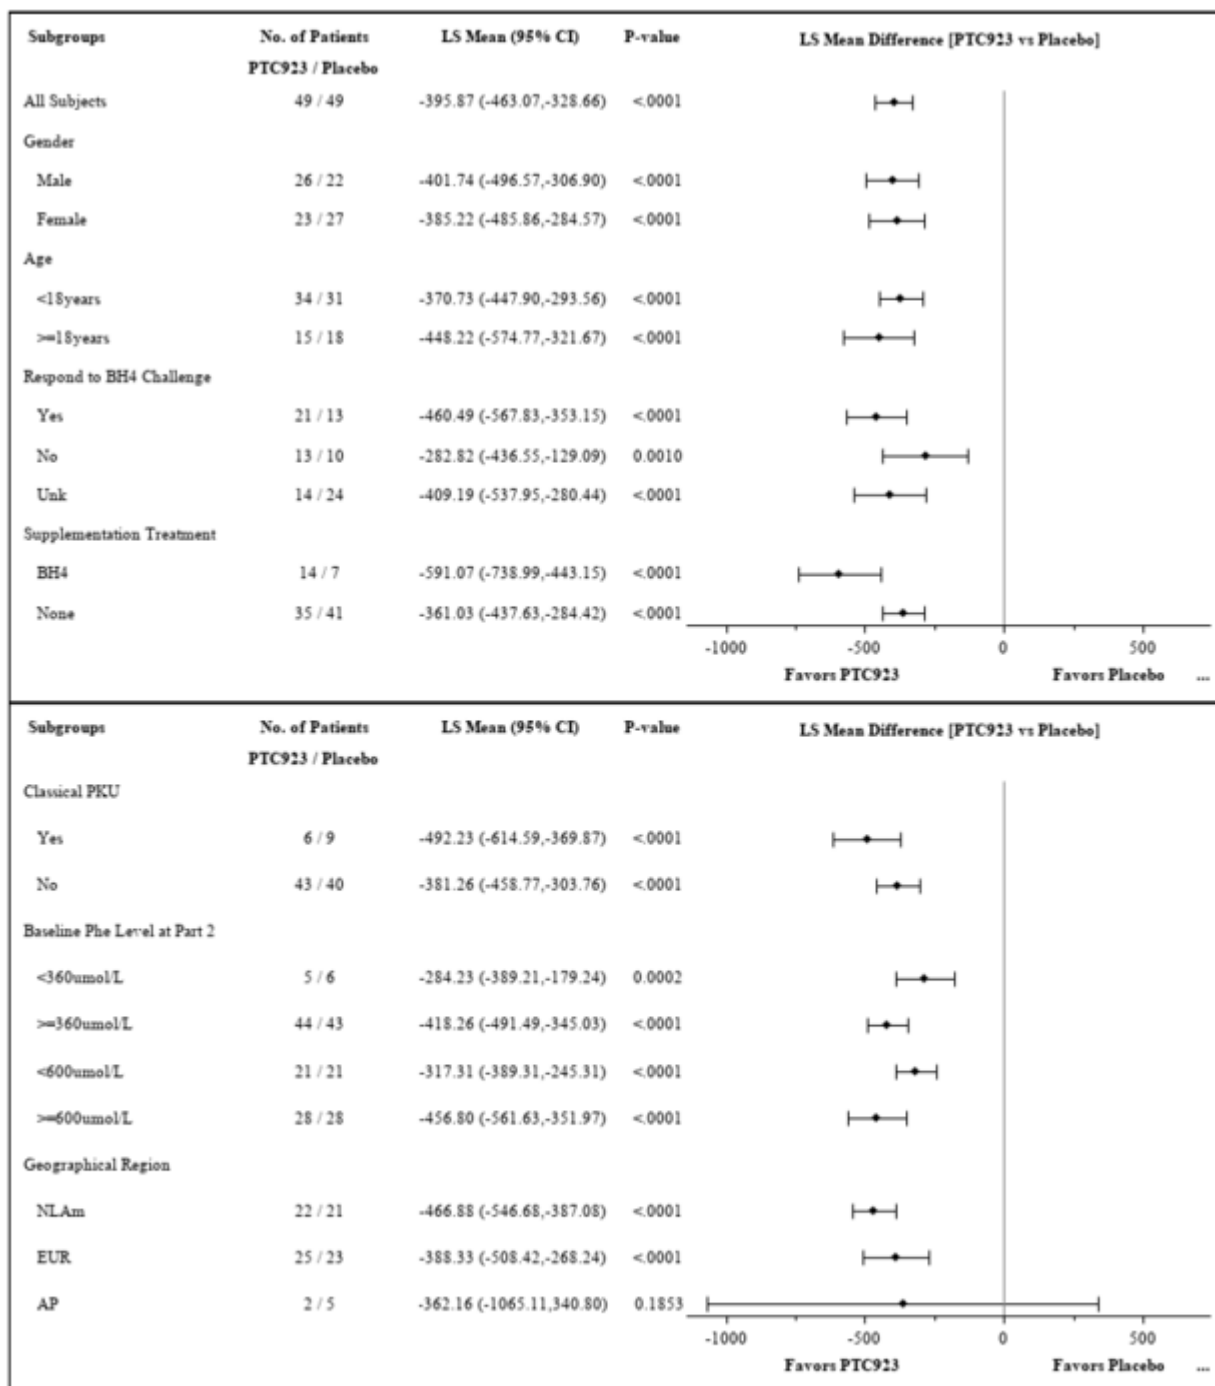 Subgroups No. of Patients LS Mean (95% CI) P-value LS Mean Difference [PTC923 vs Placebo]
PTC923 / Placebo
All Subjects 49 / 49 -395.87 (-463.07,-328.66) <.0001
Gender
Male 26 / 22 -401.74 (-496.57,-306.90) <.0001
Female 23 / 27 -385.22 (-485.86,-284.57) <.0001
Age
<18years 34 / 31 -370.73 (-447.90,-293.56) <.0001
>=18years 15 / 18 -448.22 (-574.77,-321.67) <.0001
Respond to BH4 Challenge
Yes 21 / 13 -460.49 (-567.83,-353.15) <.0001
No 13 / 10 -282.82 (-436.55,-129.09) 0.0010
Unk 14 / 24 -409.19 (-537.95,-280.44) <.0001
Supplementation Treatment
BH4 14 / 7 -591.07 (-738.99,-443.15) <.0001
None 35 / 41 -361.03 (-437.63,-284.42) <.0001
-1000 -500 0 500
Favors PTC923 Favors Placebo ...
Subgroups No. of Patients LS Mean (95% CI) P-value LS Mean Difference [PTC923 vs Placebo]
PTC923 / Placebo
Classical PKU
Yes 6 / 9 -492.23 (-614.59,-369.87) <.0001
No 43 / 40 -381.26 (-458.77,-303.76) <.0001
Baseline Phe Level at Part 2
<360umol/L 5 / 6 -284.23 (-389.21,-179.24) 0.0002
>=360umol/L 44 / 43 -418.26 (-491.49,-345.03) <.0001
<600umol/L 21 / 21 -317.31 (-389.31,-245.31) <.0001
>=600umol/L 28 / 28 -456.80 (-561.63,-351.97) <.0001
Geographical Region
NLAm 22 / 21 -466.88 (-546.68,-387.08) <.0001
EUR 25 / 23 -388.33 (-508.42,-268.24) <.0001
AP 2 / 5 -362.16 (-1065.11,340.80) 0.1853
-1000 -500 0 500
Favors PTC923 Favors Placebo ...